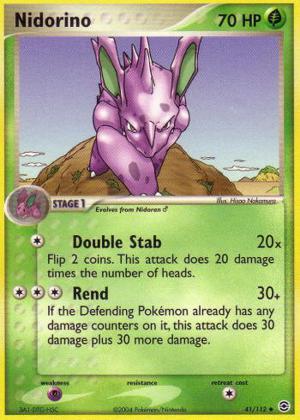 Nidorino 70 HP
STAGE 1
Evolves from Nidoran ♂
Illus. Hisao Nakamura
Double Stab 20x
Flip 2 coins. This attack does 20 damage
times the number of heads.
Rend 30+
If the Defending Pokémon already has any
damage counters on it, this attack does 30
damage plus 30 more damage.
weakness resistance retreat cost
©2004 Pokémon/Nintendo 41/112 ◆